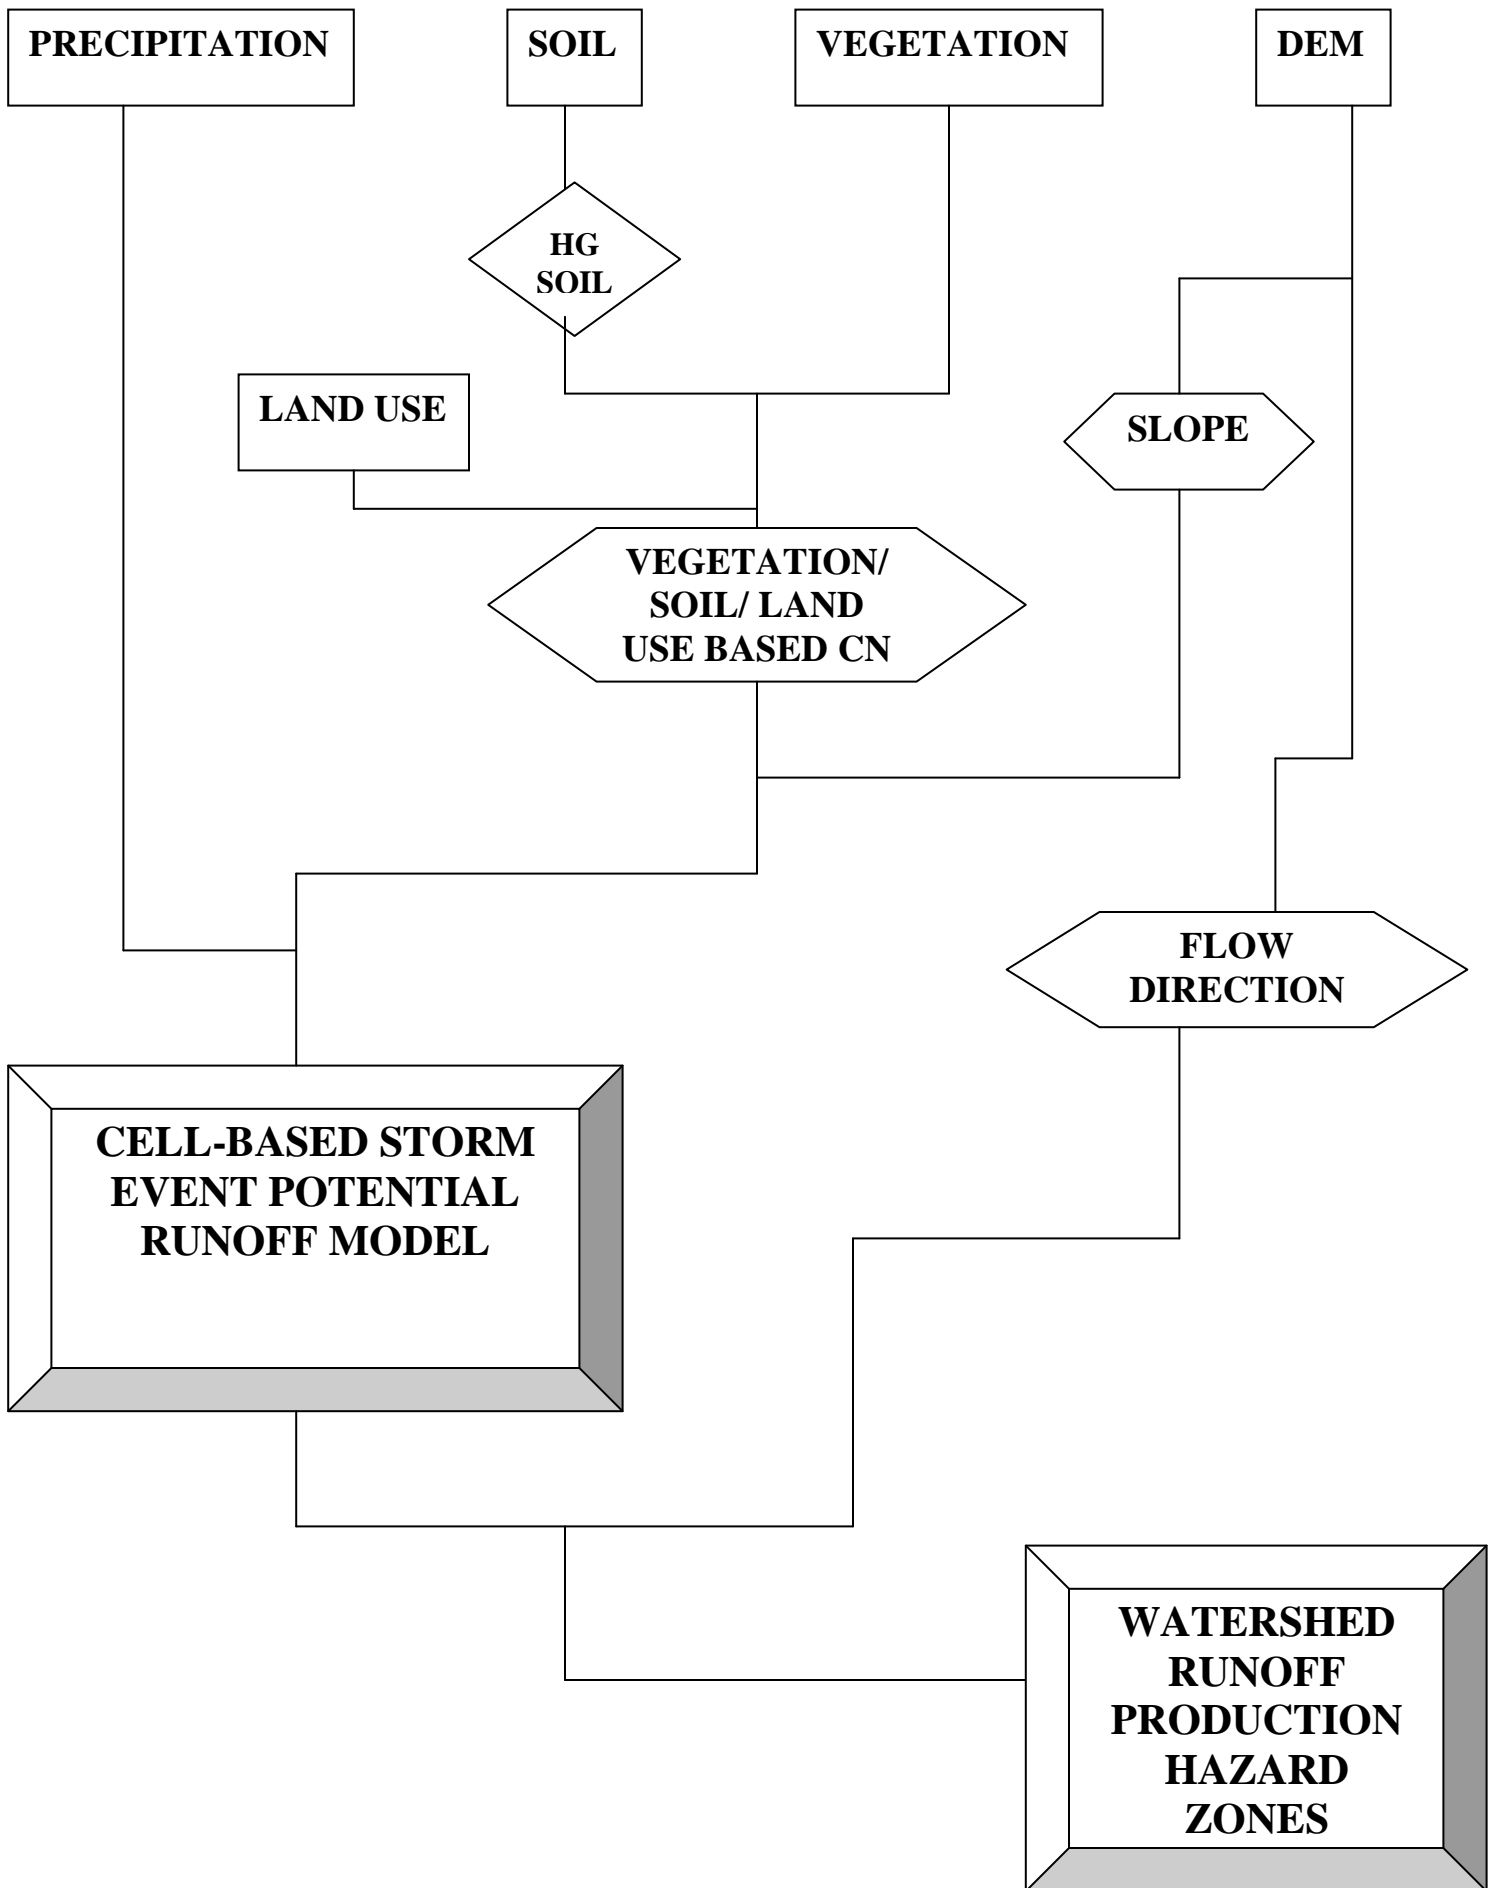 PRECIPITATION
SOIL
VEGETATION
DEM
HG
SOIL
LAND USE
SLOPE
VEGETATION/
SOIL/ LAND
USE BASED CN
FLOW
DIRECTION
CELL-BASED STORM
EVENT POTENTIAL
RUNOFF MODEL
WATERSHED
RUNOFF
PRODUCTION
HAZARD
ZONES